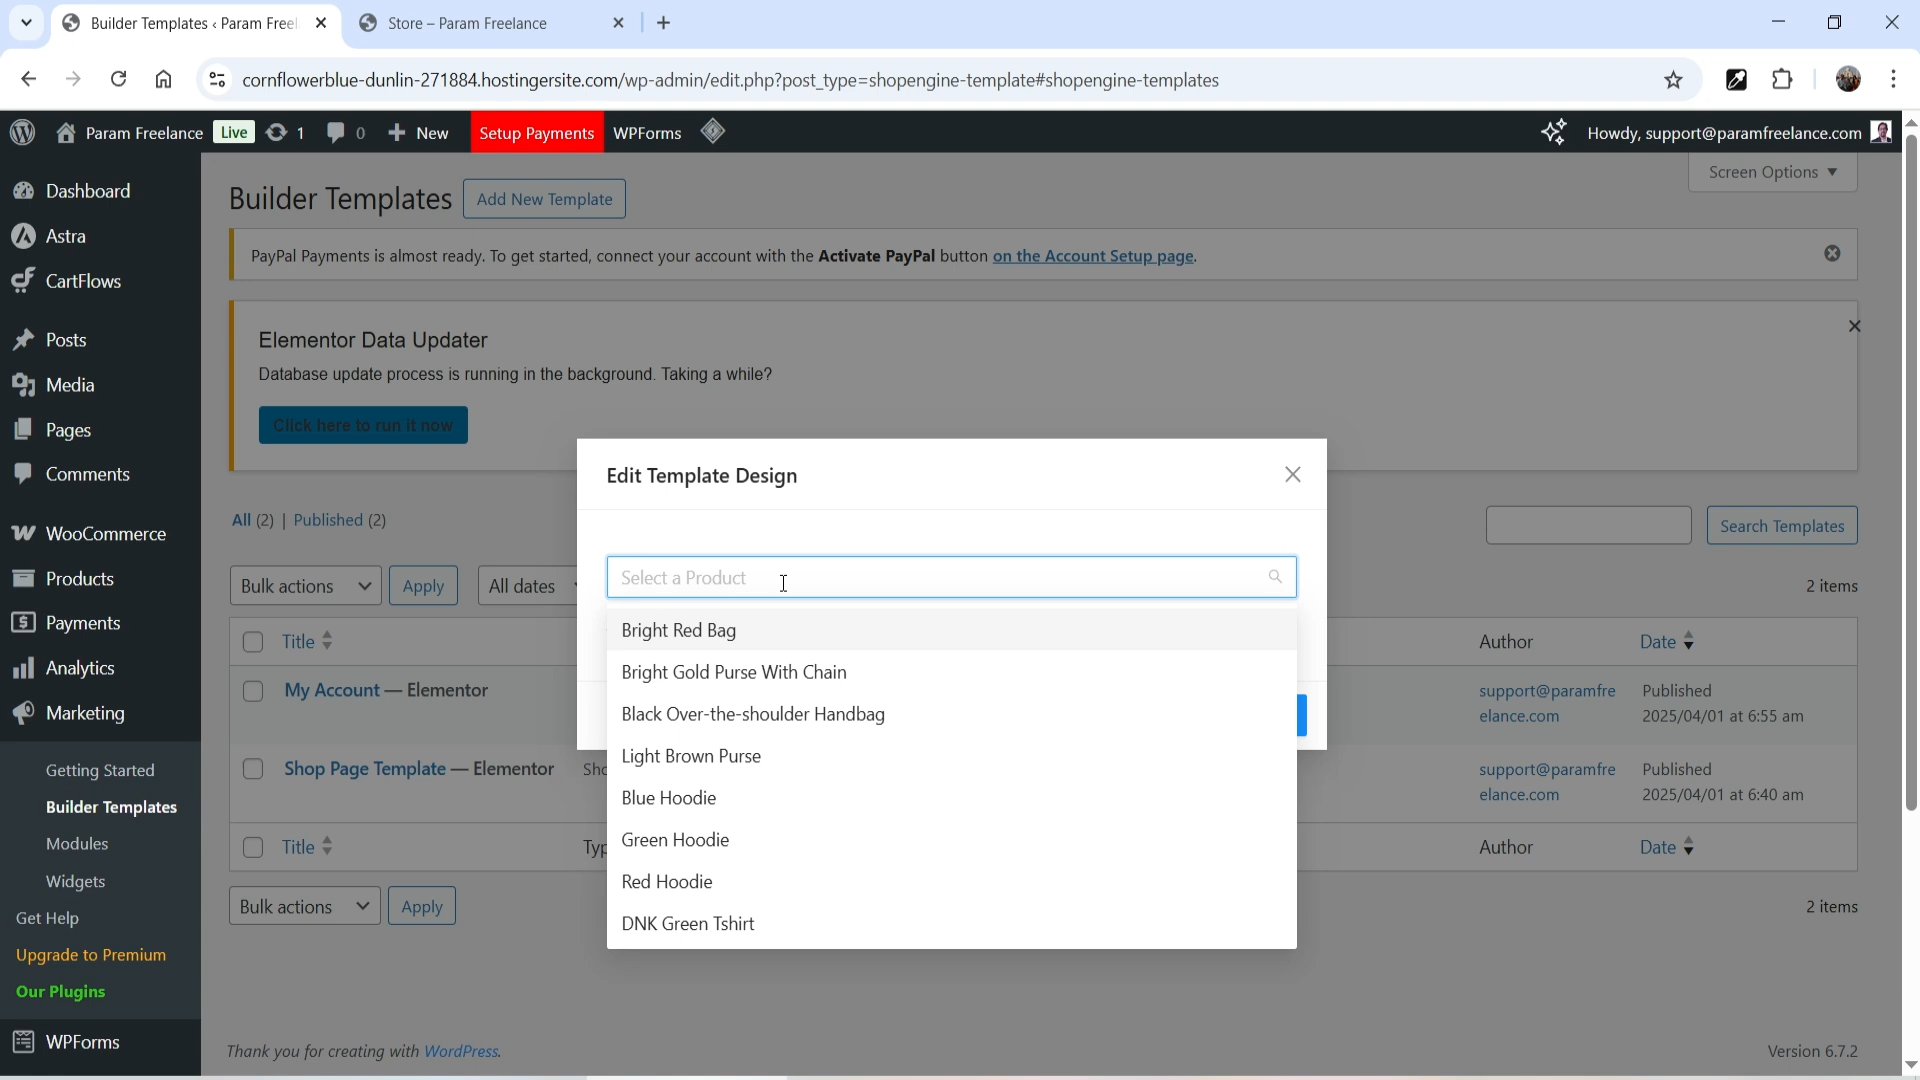 Builder Templates ‹ Param Freel
Store – Param Freelance
cornflowerblue-dunlin-271884.hostingersite.com/wp-admin/edit.php?post_type=shopengine-template#shopengine-templates
Param Freelance Live 1 0 New Setup Payments WPForms Howdy, support@paramfreelance.com
Dashboard
Astra
CartFlows
Posts
Media
Pages
Comments
WooCommerce
Products
Payments
Analytics
Marketing
Getting Started
Builder Templates
Modules
Widgets
Get Help
Upgrade to Premium
Our Plugins
WPForms
Screen Options
Builder Templates Add New Template
PayPal Payments is almost ready. To get started, connect your account with the Activate PayPal button on the Account Setup page.
Elementor Data Updater
Database update process is running in the background. Taking a while?
Click here to run it now
All (2) | Published (2)
Search Templates
Bulk actions Apply All dates 2 items
Title Author Date
My Account — Elementor support@paramfre Published
elance.com 2025/04/01 at 6:55 am
Shop Page Template — Elementor Sho support@paramfre Published
elance.com 2025/04/01 at 6:40 am
Title Typ Author Date
Bulk actions Apply 2 items
Edit Template Design
Select a Product
Bright Red Bag
Bright Gold Purse With Chain
Black Over-the-shoulder Handbag
Light Brown Purse
Blue Hoodie
Green Hoodie
Red Hoodie
DNK Green Tshirt
Thank you for creating with WordPress. Version 6.7.2